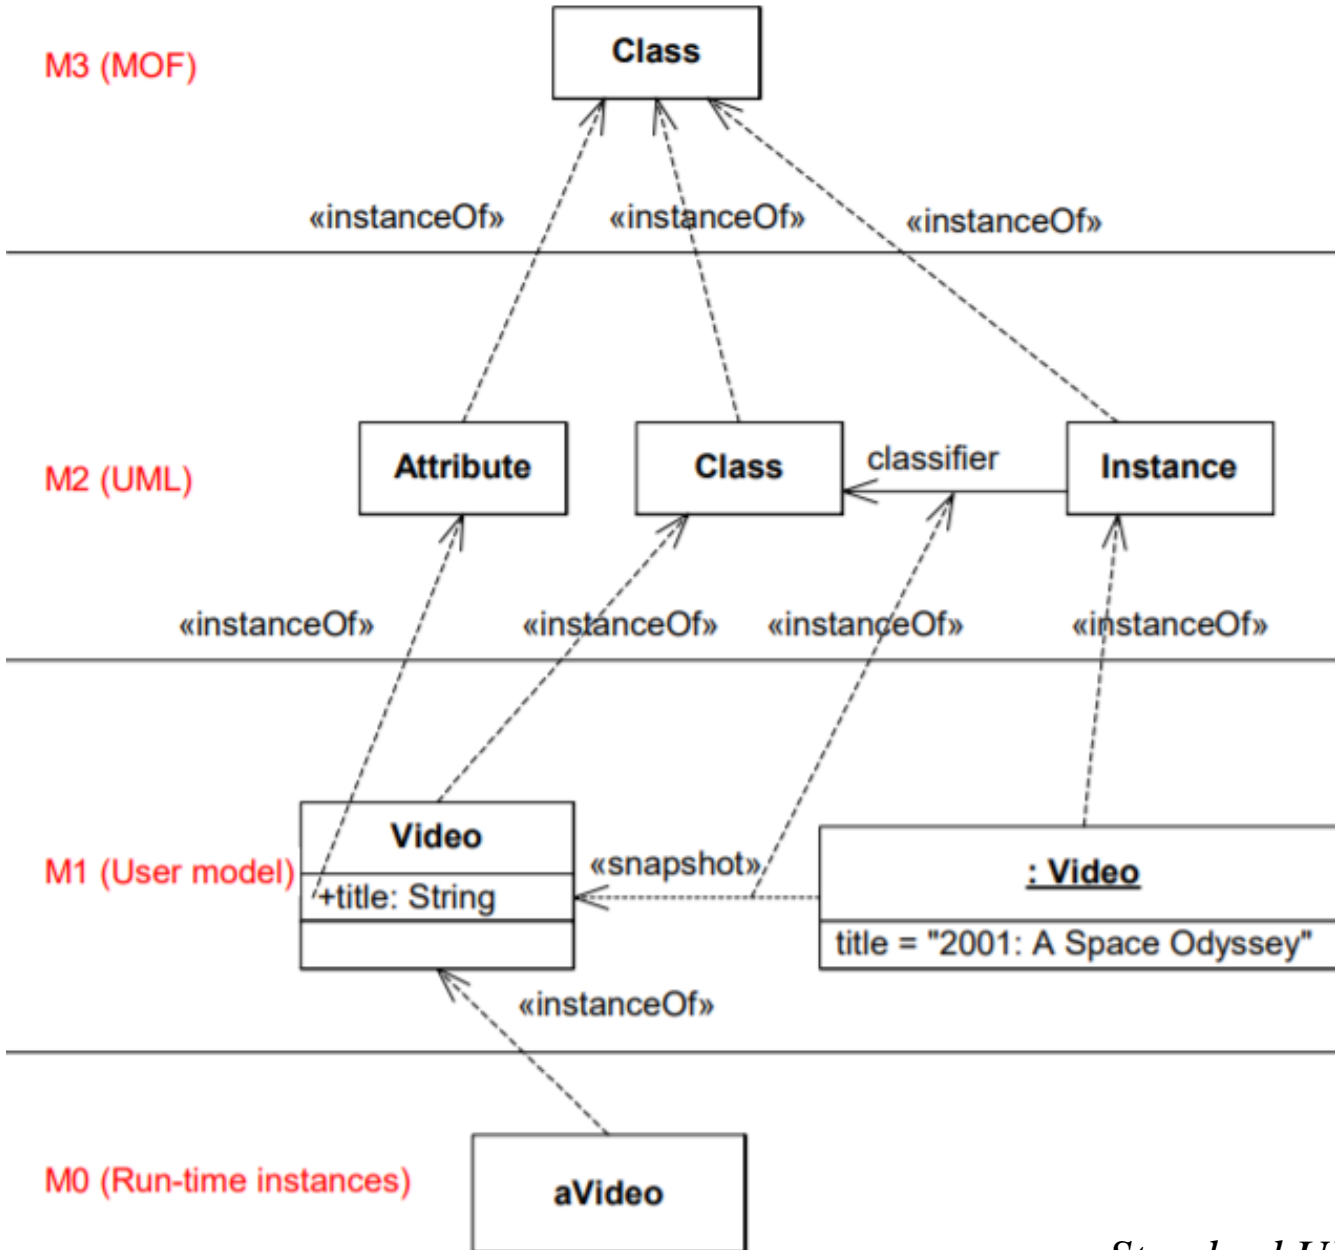 Class
M3 (MOF)
«instanceOf» «instanceOf» «instanceOf»
classifier
Attribute Class Instance
M2 (UML)
«instanceOf» «instanceOf» «instanceOf» «instanceOf»
Video
«snapshot»
M1 (User model)
: Video
+title: String
title = "2001: A Space Odyssey"
«instanceOf»
M0 (Run-time instances)
aVideo